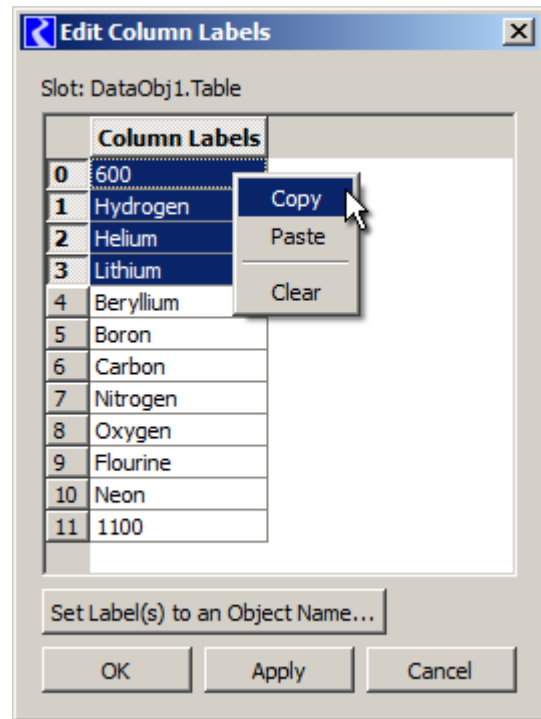 Edit Column Labels
Slot: DataObj1.Table
Column Labels
0 600
1 Hydrogen Copy
2 Helium Paste
3 Lithium
4 Beryllium Clear
5 Boron
6 Carbon
7 Nitrogen
8 Oxygen
9 Flourine
10 Neon
11 1100
Set Label(s) to an Object Name...
OK Apply Cancel